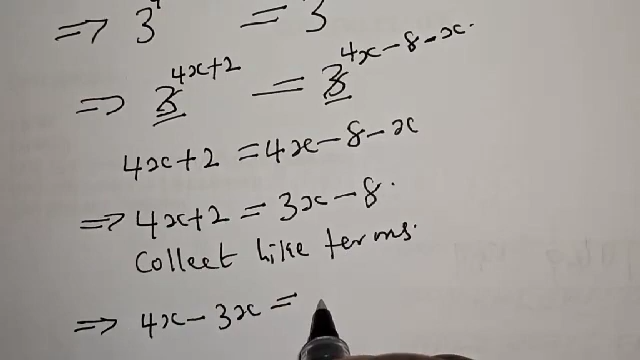 ⇒ 3 = 3
⇒ 3^{4x+2} = 3^{4x-8-x.}
4x+2 = 4x-8-x
⇒ 4x+2 = 3x-8.
Collect like terms.
⇒ 4x-3x =